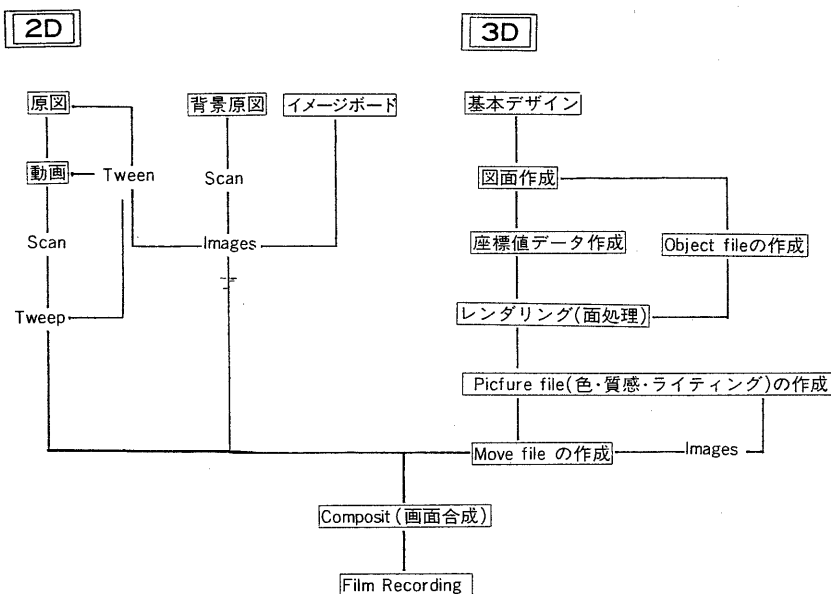 2D
3D
原図
背景原図
イメージボード
基本デザイン
動画
Tween
Scan
図面作成
Scan
Images
座標値データ作成
Object fileの作成
Tweep
レンダリング(面処理)
Picfure file(色・質感・ライティング)の作成
Move file の作成
Images
Composit(画面合成)
Film Recording